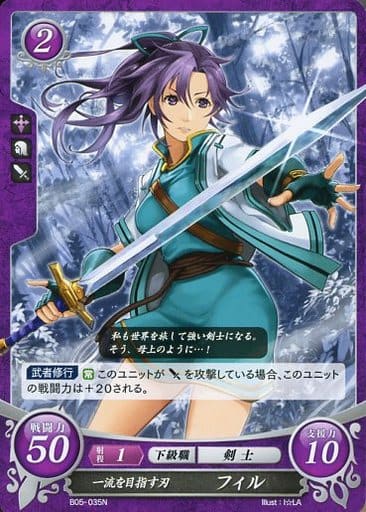 2
私も世界を旅して強い剣士になる。
そう、母上のように…!
武者修行 常 このユニットが を攻撃している場合、このユニット
の戦闘力は+20される。
戦闘力
50
射程 1 下級職 剣士
支援力
10
一流を目指す刃 フィル
B05-035N